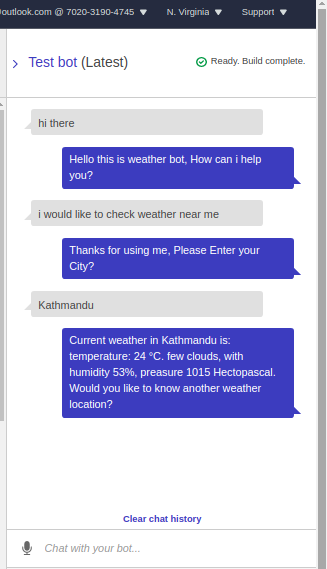 outlook.com @ 7020-3190-4745 ▼ N. Virginia ▼ Support ▼
Test bot (Latest)
Ready. Build complete.
hi there
Hello this is weather bot, How can i help
you?
i would like to check weather near me
Thanks for using me, Please Enter your
City?
Kathmandu
Current weather in Kathmandu is:
temperature: 24 °C. few clouds, with
humidity 53%, preasure 1015 Hectopascal.
Would you like to know another weather
location?
Clear chat history
Chat with your bot...